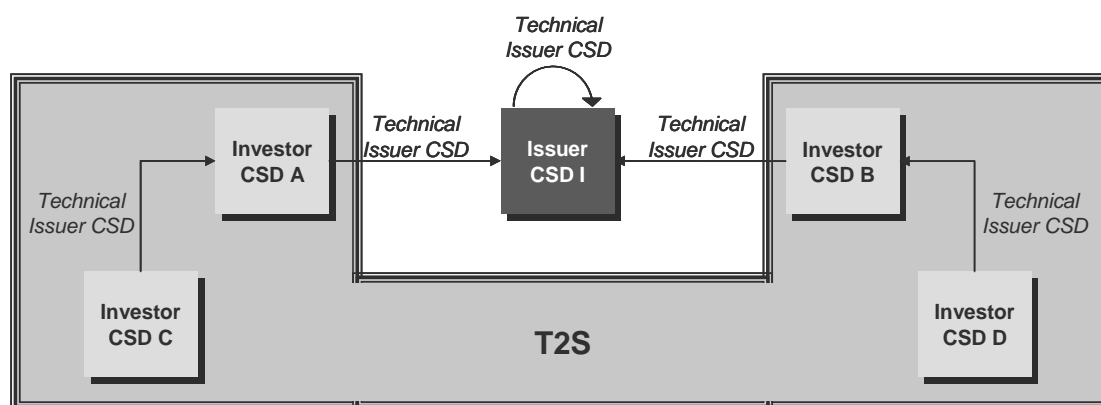 Technical
Issuer CSD
Investor
CSD A
Technical
Issuer CSD
Issuer
CSD I
Technical
Issuer CSD
Investor
CSD B
Technical
Issuer CSD
Technical
Issuer CSD
Investor
CSD C
T2S
Investor
CSD D